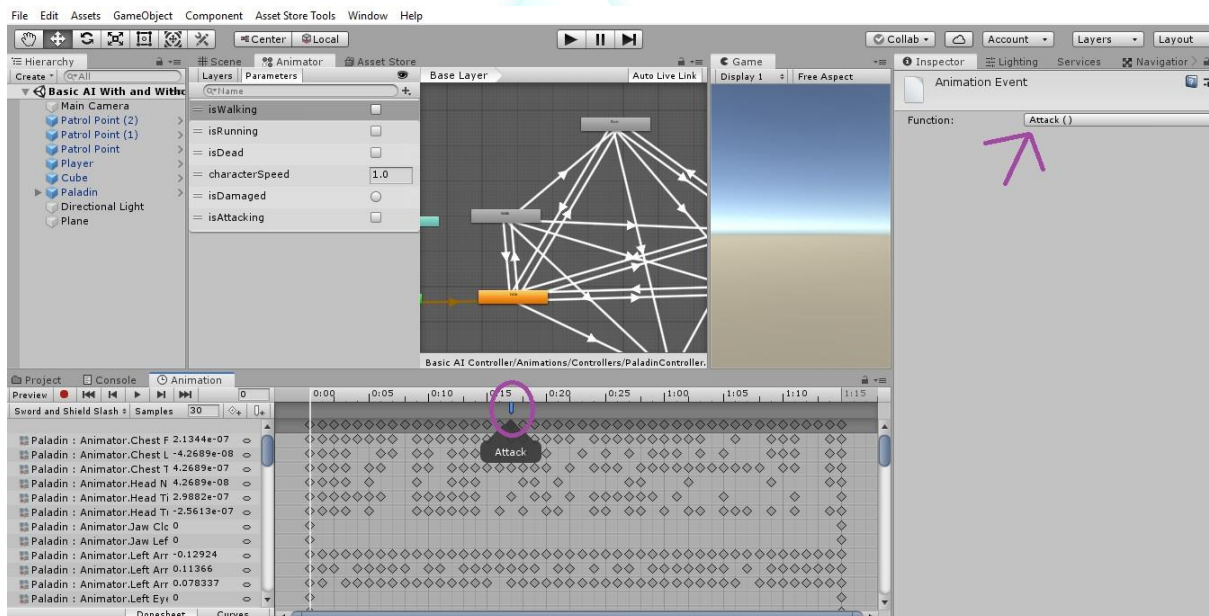 File Edit Assets GameObject Component Asset Store Tools Window Help
Center Local
Collab Account Layers Layout
Hierarchy
Create All
Basic AI With and Witho
Main Camera
Patrol Point (2)
Patrol Point (1)
Patrol Point
Player
Cube
Paladin
Directional Light
Plane
Scene Animator Asset Store
Layers Parameters
Name
isWalking
isRunning
isDead
characterSpeed 1.0
isDamaged
isAttacking
Base Layer Auto Live Link
Basic AI Controller/Animations/Controllers/PaladinController.
Game
Display 1 Free Aspect
Inspector Lighting Services Navigation
Animation Event
Function: Attack ( )
Project Console Animation
Preview 0
0:00 0:05 0:10 0:15 0:20 0:25 1:00 1:05 1:10 1:15
Sword and Shield Slash Samples 30
Attack
Paladin : Animator.Chest F 2.1344e-07
Paladin : Animator.Chest L -4.2689e-08
Paladin : Animator.Chest T 4.2689e-07
Paladin : Animator.Head N 4.2689e-08
Paladin : Animator.Head Ti 2.9882e-07
Paladin : Animator.Head Tu -2.5613e-07
Paladin : Animator.Jaw Clo 0
Paladin : Animator.Jaw Lef 0
Paladin : Animator.Left Arr -0.12924
Paladin : Animator.Left Arr 0.11366
Paladin : Animator.Left Arr 0.078337
Paladin : Animator.Left Eye 0
Dopesheet Curves